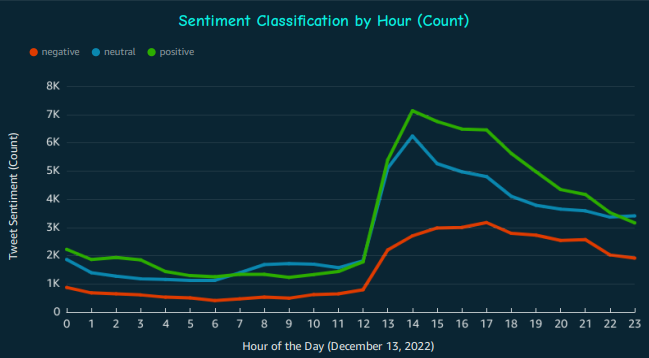 Sentiment Classification by Hour (Count)
negative neutral positive
8K
7K
6K
5K
4K
3K
2K
1K
0
Tweet Sentiment (Count)
0 1 2 3 4 5 6 7 8 9 10 11 12 13 14 15 16 17 18 19 20 21 22 23
Hour of the Day (December 13, 2022)